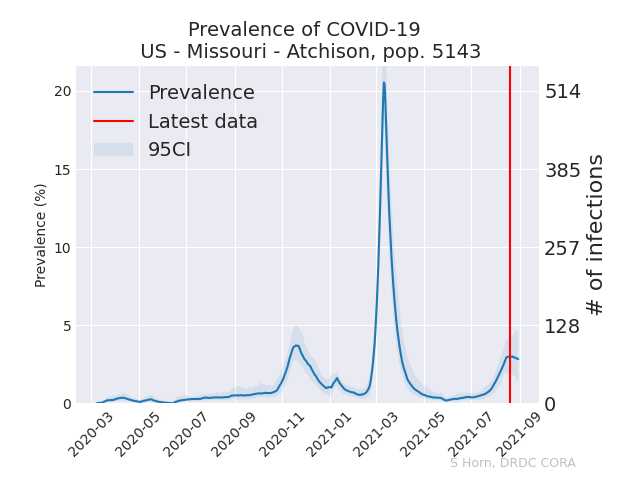 Prevalence of COVID-19
US - Missouri - Atchison, pop. 5143
Prevalence
Latest data
95CI
Prevalence (%)
20
15
10
5
0
514
385
257
128
0
# of infections
2020-03
2020-05
2020-07
2020-09
2020-11
2021-01
2021-03
2021-05
2021-07
2021-09
S Horn, DRDC CORA